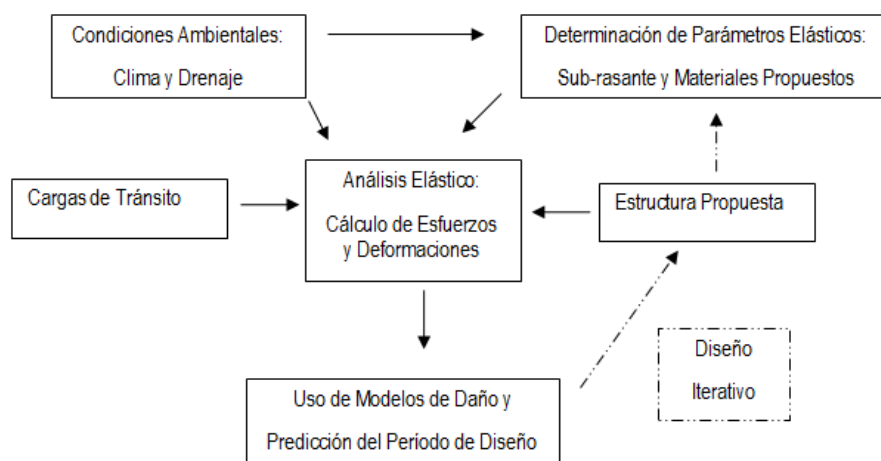 Condiciones Ambientales:
Clima y Drenaje
Determinación de Parámetros Elásticos:
Sub-rasante y Materiales Propuestos
Cargas de Tránsito
Análisis Elástico:
Cálculo de Esfuerzos
y Deformaciones
Estructura Propuesta
Diseño
Iterativo
Uso de Modelos de Daño y
Predicción del Período de Diseño